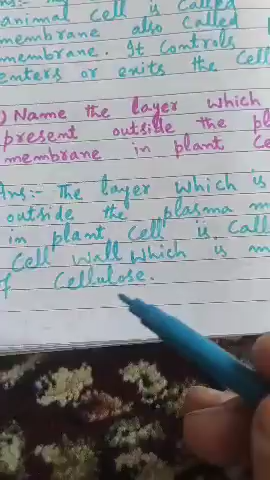 animal cell is called
membrane also called
membrane. It controls
enters or exits the cell
Name the layer which
present outside the
membrane in plant
Ans:- The layer which is
outside the plasma
in plant cell is
cell wall which is
of cellulose.